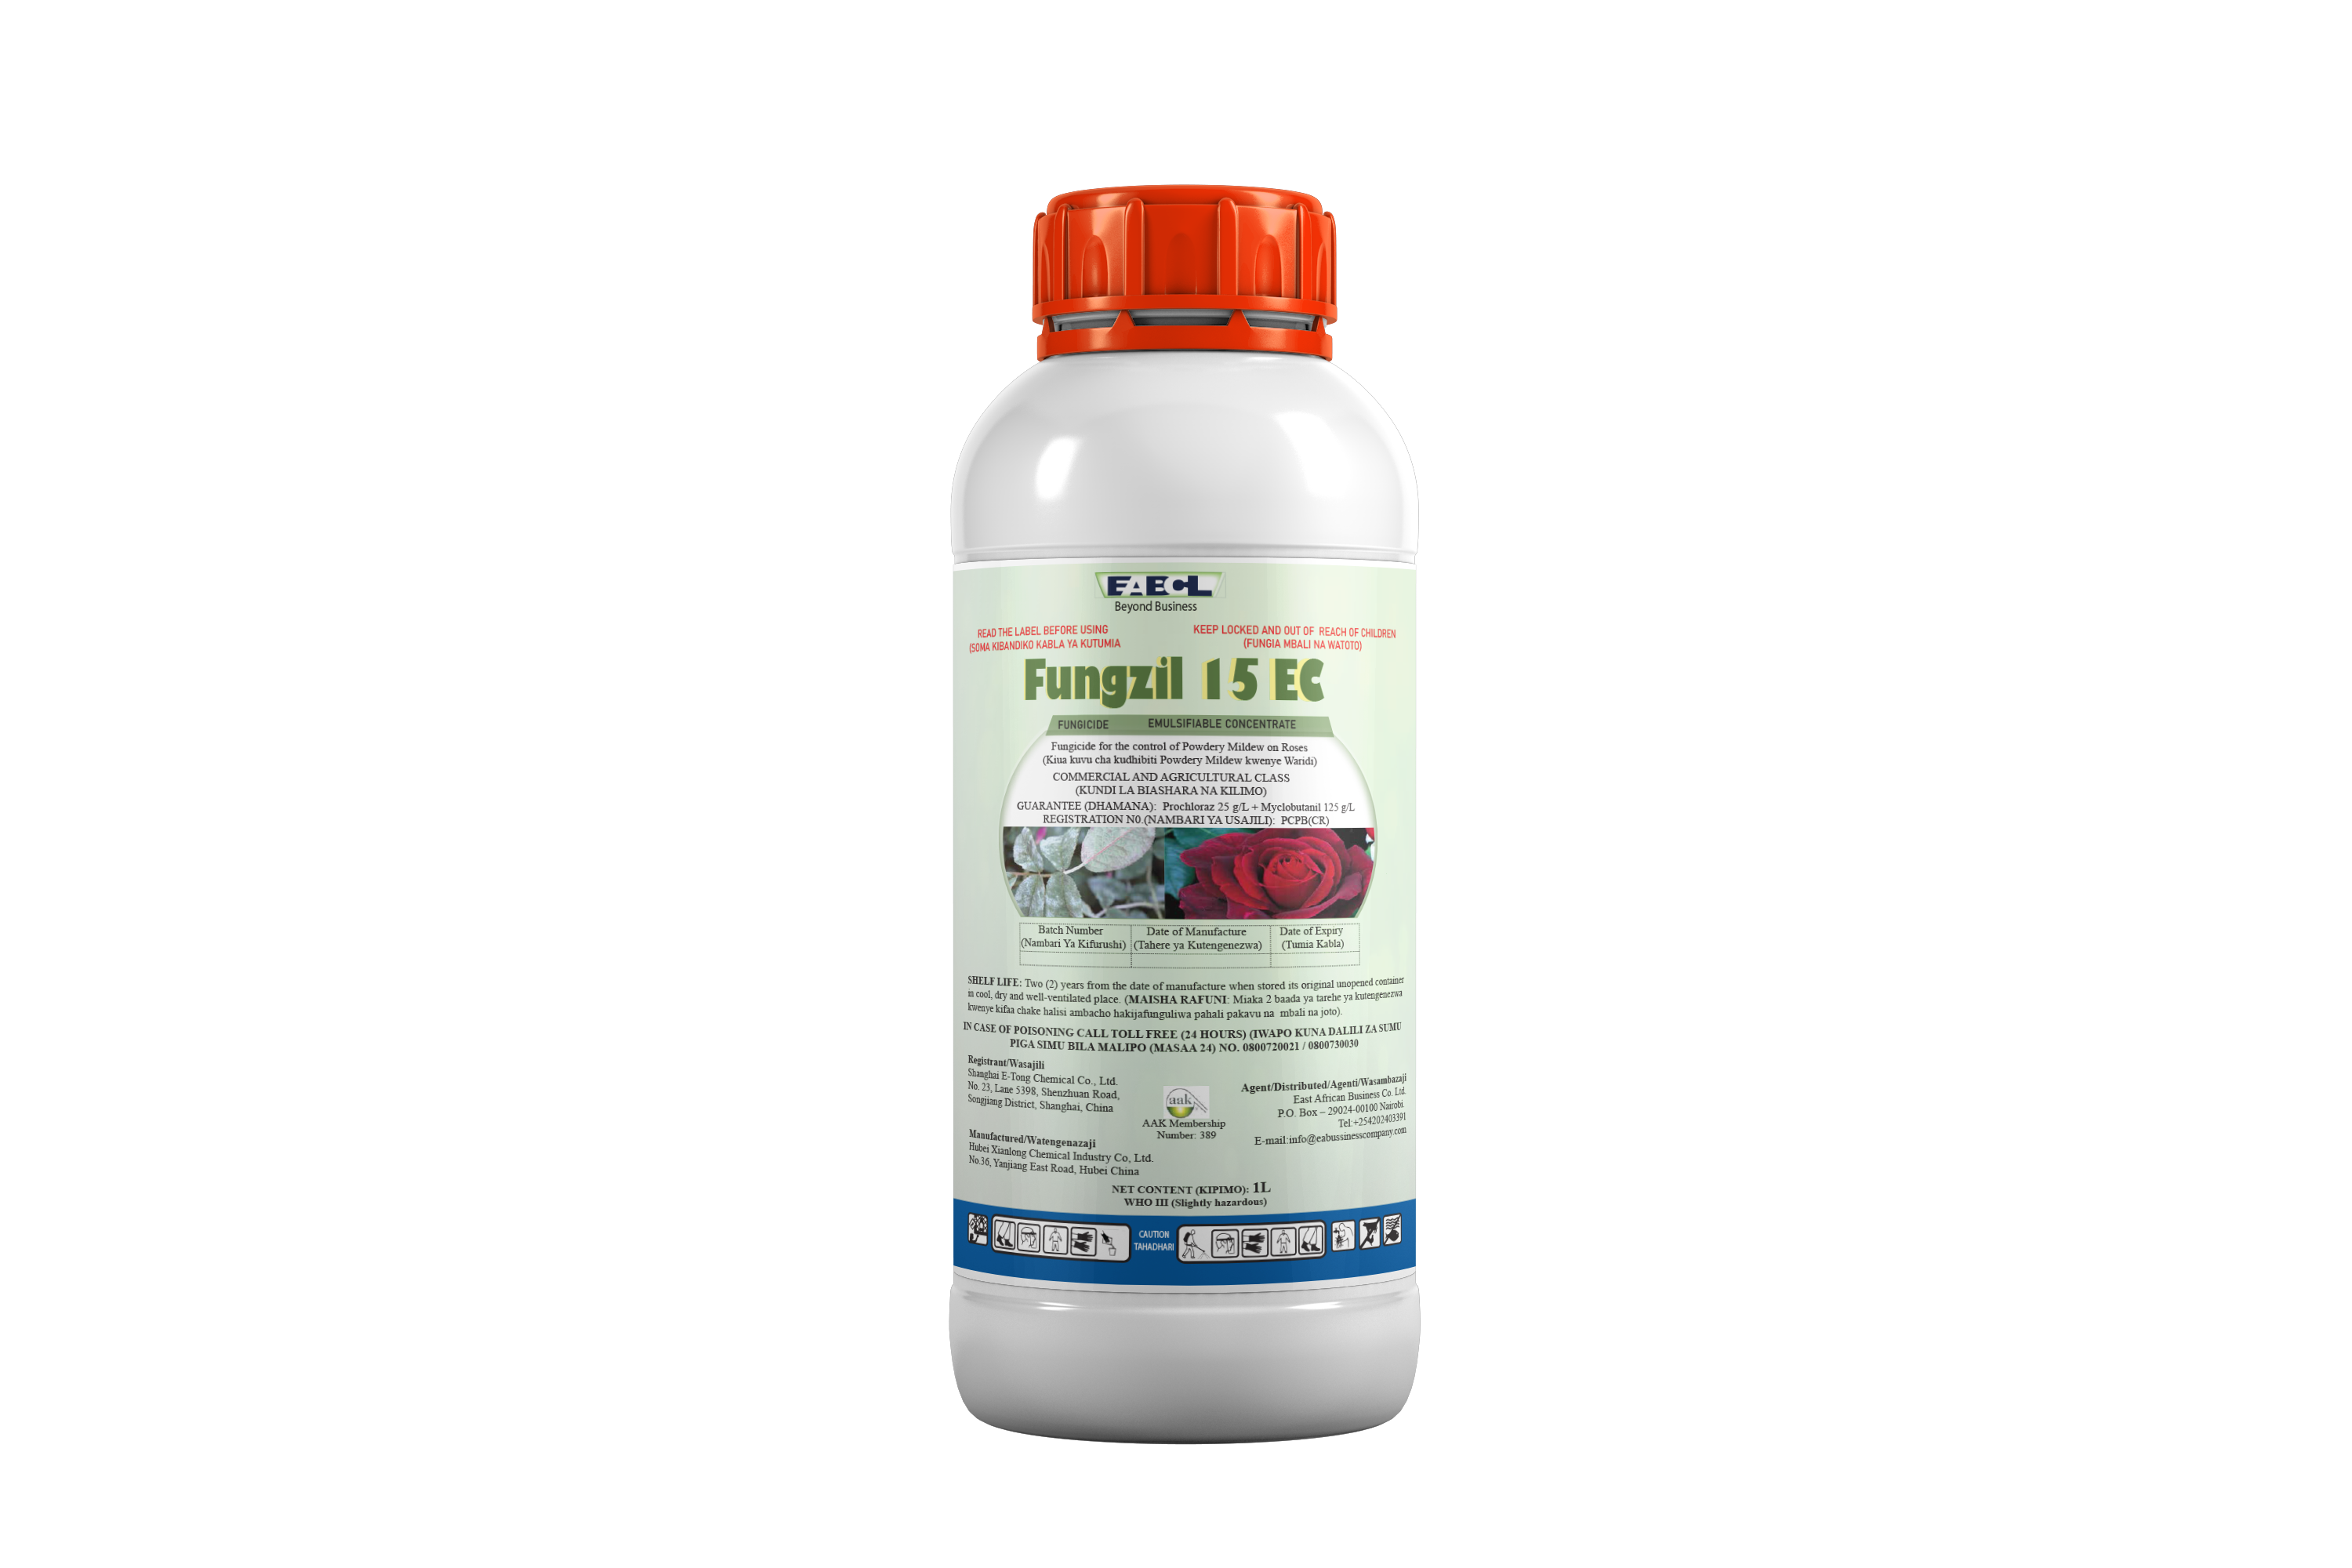 EAECL
Beyond Business
READ THE LABEL BEFORE USING
(SOMA KIBANDIKO KABLA YA KUTUMIA
KEEP LOCKED AND OUT OF REACH OF CHILDREN
(FUNGIA MBALI NA WATOTO)
Fungzil 15 EC
FUNGICIDE EMULSIFIABLE CONCENTRATE
Fungicide for the control of Powdery Mildew on Roses
(Kiua kuvu cha kudhibiti Powdery Mildew kwenye Waridi)
COMMERCIAL AND AGRICULTURAL CLASS
(KUNDI LA BIASHARA NA KILIMO)
GUARANTEE (DHAMANA): Prochloraz 25 g/L + Myclobutanil 125 g/L
REGISTRATION N0.(NAMBARI YA USAJILI): PCPB(CR)
Batch Number
(Nambari Ya Kifurushi)
Date of Manufacture
(Tahere ya Kutengenezwa)
Date of Expiry
(Tumia Kabla)
SHELF LIFE: Two (2) years from the date of manufacture when stored its original unopened container
in cool, dry and well-ventilated place. (MAISHA RAFUNI: Miaka 2 baada ya tarehe ya kutengenezwa
kwenye kifaa chake halisi ambacho hakijafunguliwa pahali pakavu na mbali na joto).
IN CASE OF POISONING CALL TOLL FREE (24 HOURS) (IWAPO KUNA DALILI ZA SUMU
PIGA SIMU BILA MALIPO (MASAA 24) NO. 0800720021 / 0800730030
Registrant/Wasajili
Shanghai E-Tong Chemical Co., Ltd.
No. 23, Lane 5398, Shenzhuan Road,
Songjiang District, Shanghai, China
Manufactured/Watengenazaji
Hubei Xianlong Chemical Industry Co, Ltd.
No.36, Yanjiang East Road, Hubei China
aak
AAK Membership
Number: 389
Agent/Distributed/Agenti/Wasambazaji
East African Business Co. Ltd.
P.O. Box – 29024-00100 Nairobi.
Tel:+254202403391
E-mail:info@eabussinesscompany.com
NET CONTENT (KIPIMO): 1L
WHO III (Slightly hazardous)
CAUTION
TAHADHARI